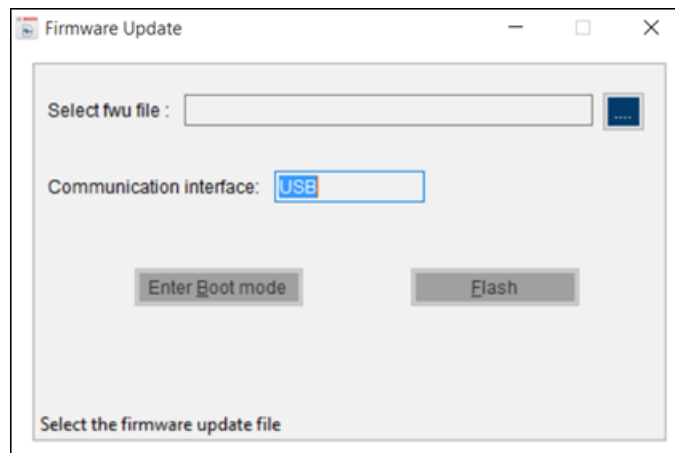 Firmware Update
Select fwu file :
....
Communication interface: USB
Enter Boot mode Flash
Select the firmware update file